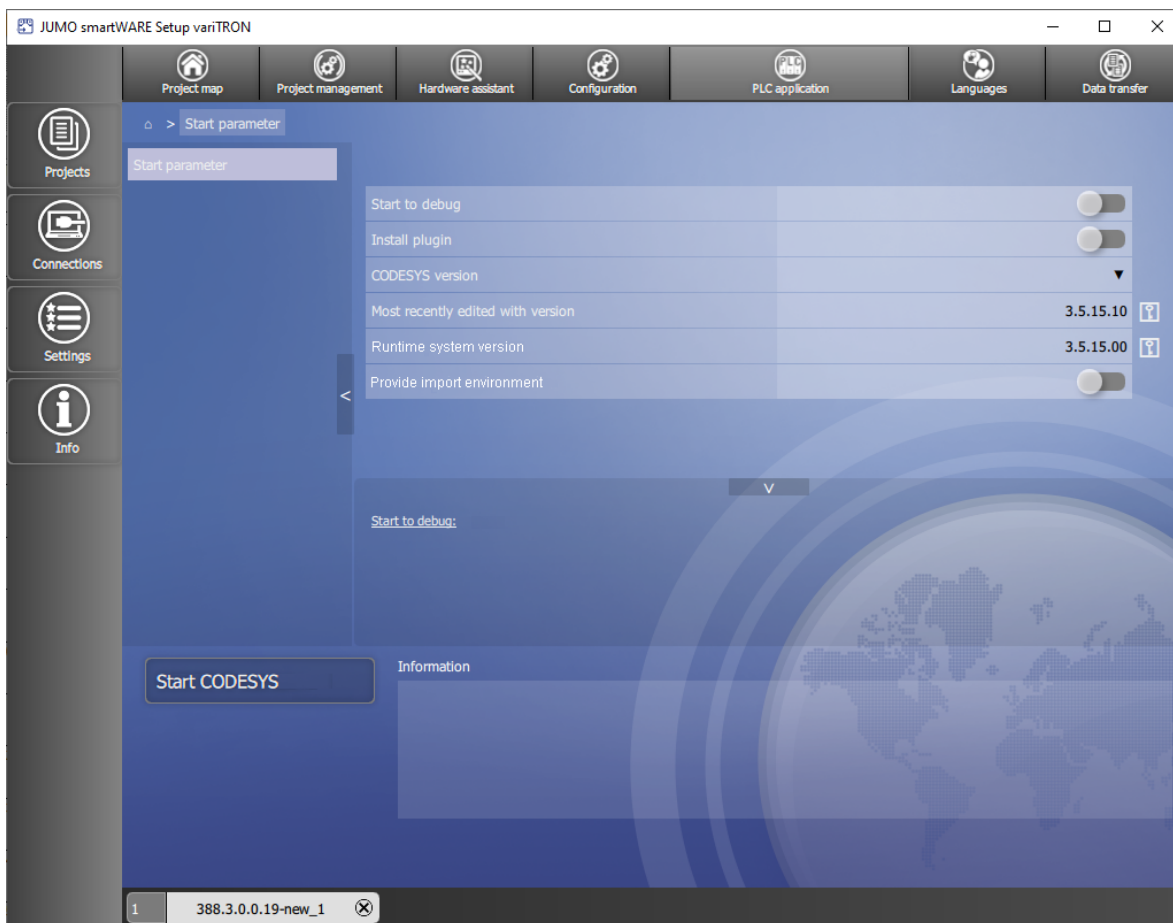 JUMO smartWARE Setup variTRON
Project map
Project management
Hardware assistant
Configuration
PLC application
Languages
Data transfer
Projects
Connections
Settings
Info
> Start parameter
Start parameter
Start to debug
Install plugin
CODESYS version
Most recently edited with version 3.5.15.10
Runtime system version 3.5.15.00
Provide import environment
<
V
Start to debug:
Start CODESYS
Information
1 388.3.0.0.19-new_1